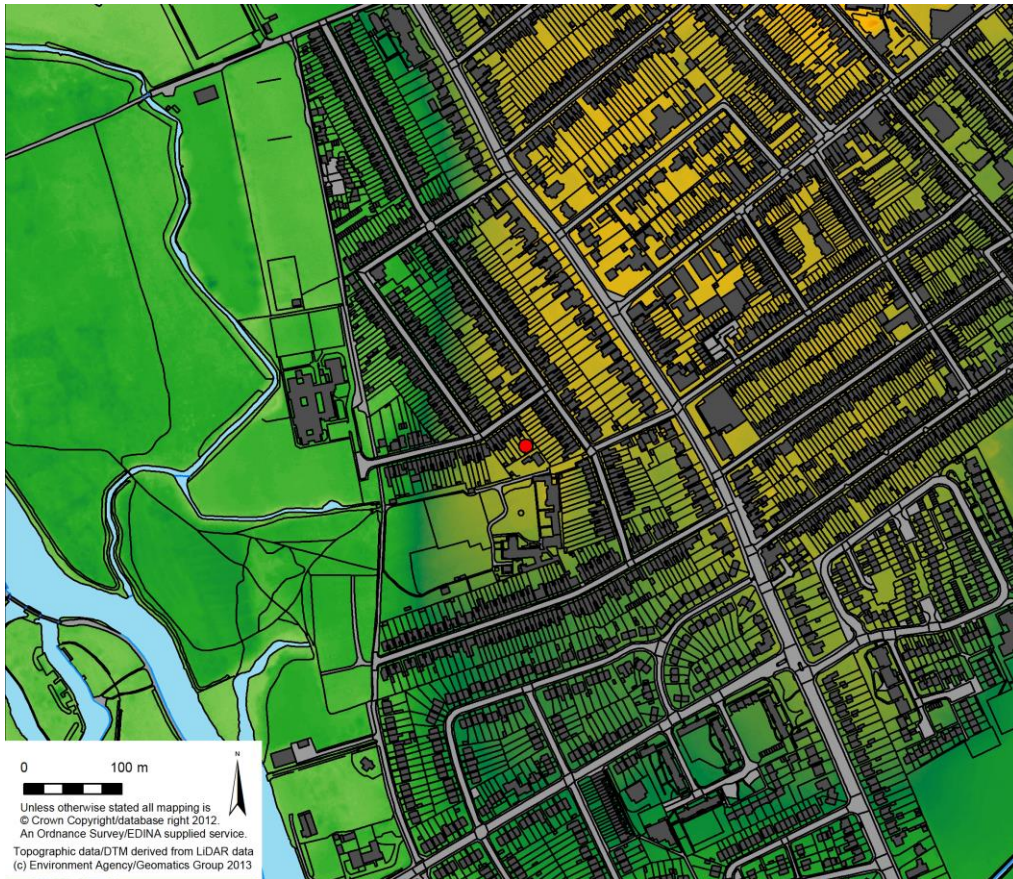 0 100 m
N
Unless otherwise stated all mapping is
© Crown Copyright/database right 2012.
An Ordnance Survey/EDINA supplied service.
Topographic data/DTM derived from LiDAR data
(c) Environment Agency/Geomatics Group 2013